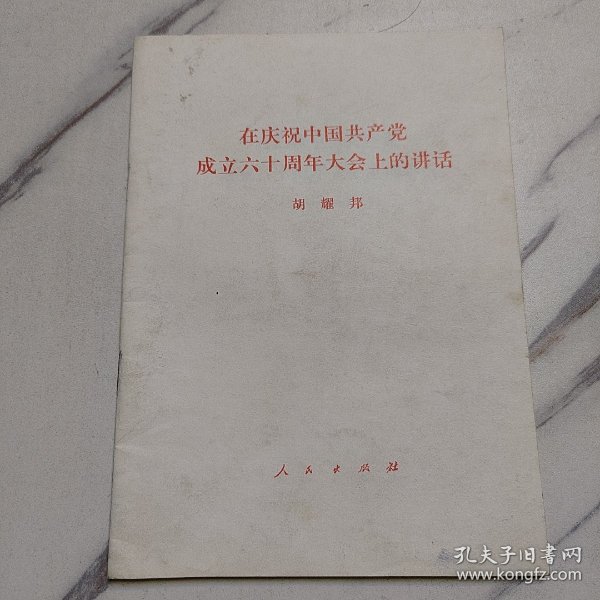 在庆祝中国共产党
成立六十周年大会上的讲话
胡耀邦
人民出版社
孔夫子旧书网
www.kongfz.com